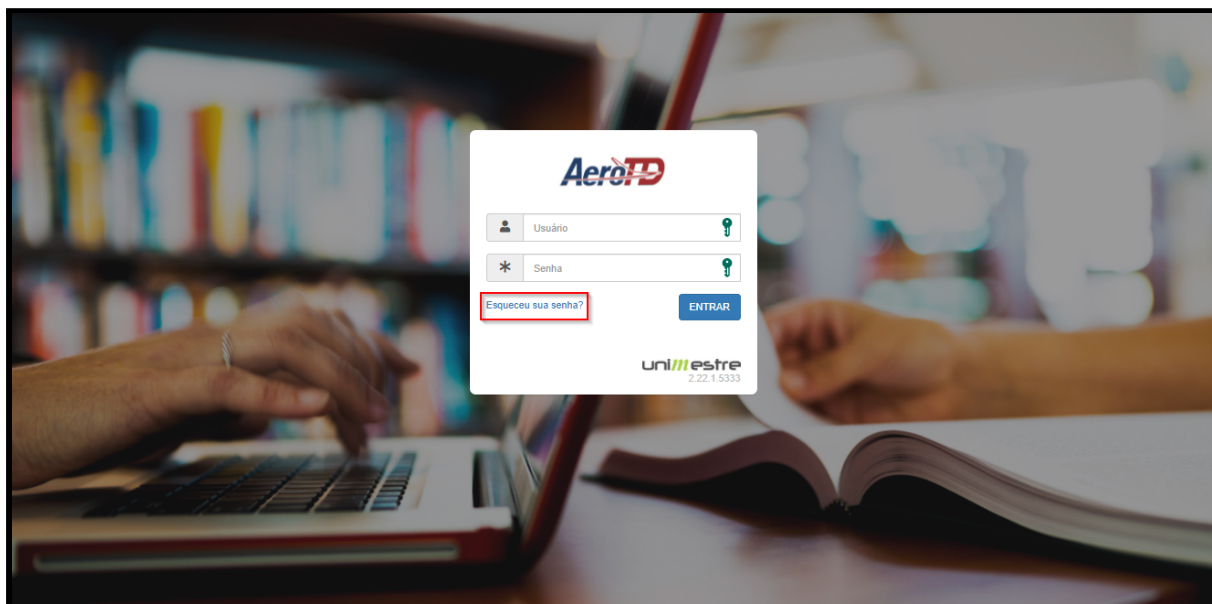 AeroTD
Usuário
Senha
Esqueceu sua senha?
ENTRAR
unimestre
2.22.1.5333